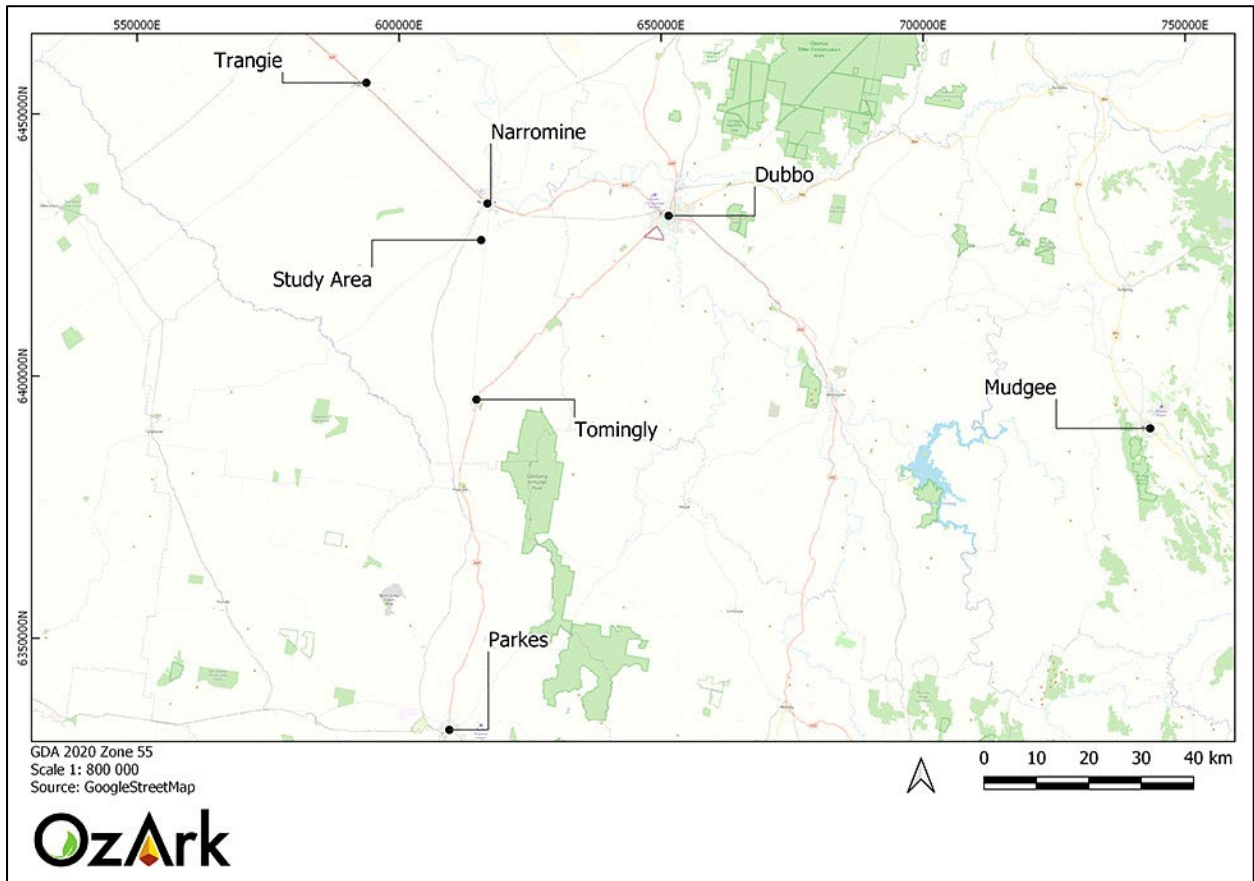 550000E
600000E
650000E
700000E
750000E
Trangie
6450000N
Narromine
Dubbo
Study Area
6400000N
Mudgee
Tomingly
6350000N
Parkes
GDA 2020 Zone 55
Scale 1: 800 000
Source: GoogleStreetMap
0 10 20 30 40 km
OzArk